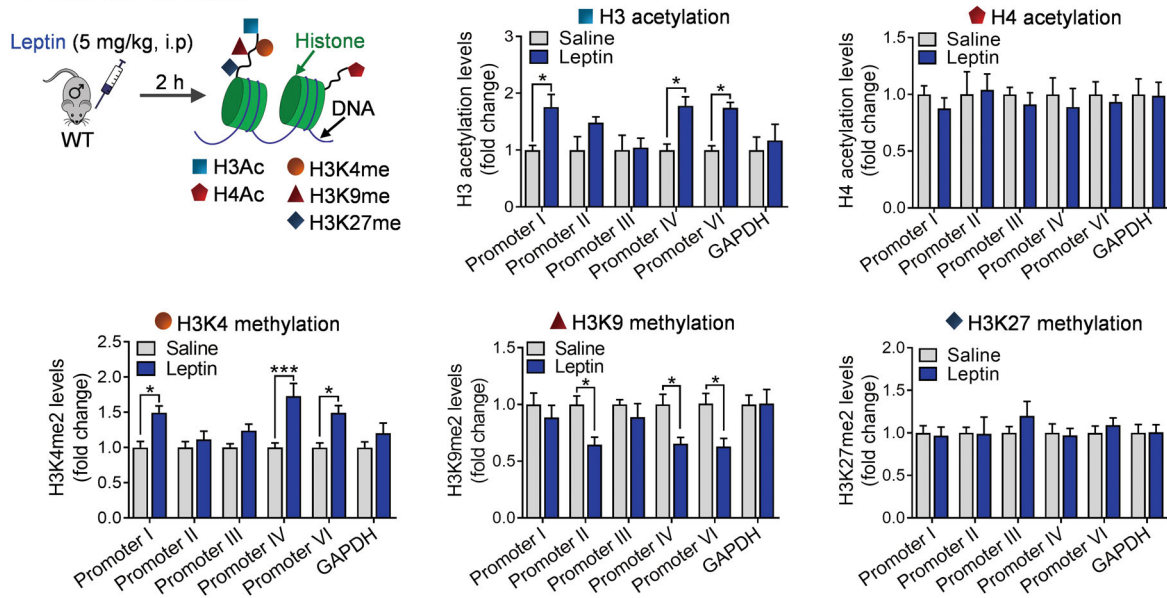 Leptin (5 mg/kg, i.p)
2 h
♂
WT
Histone
DNA
H3Ac
H4Ac
H3K4me
H3K9me
H3K27me
H3 acetylation
H3 acetylation levels
(fold change)
3
2
1
0
Saline
Leptin
*
*
*
Promoter I
Promoter II
Promoter III
Promoter IV
Promoter VI
GAPDH
H4 acetylation
H4 acetylation levels
(fold change)
1.5
1.0
0.5
0.0
Saline
Leptin
Promoter I
Promoter II
Promoter III
Promoter IV
Promoter VI
GAPDH
H3K4 methylation
H3K4me2 levels
(fold change)
2.5
2.0
1.5
1.0
0.5
0.0
Saline
Leptin
*
***
*
Promoter I
Promoter II
Promoter III
Promoter IV
Promoter VI
GAPDH
H3K9 methylation
H3K9me2 levels
(fold change)
1.5
1.0
0.5
0.0
Saline
Leptin
*
*
*
Promoter I
Promoter II
Promoter III
Promoter IV
Promoter VI
GAPDH
H3K27 methylation
H3K27me2 levels
(fold change)
2.0
1.5
1.0
0.5
0.0
Saline
Leptin
Promoter I
Promoter II
Promoter III
Promoter IV
Promoter VI
GAPDH